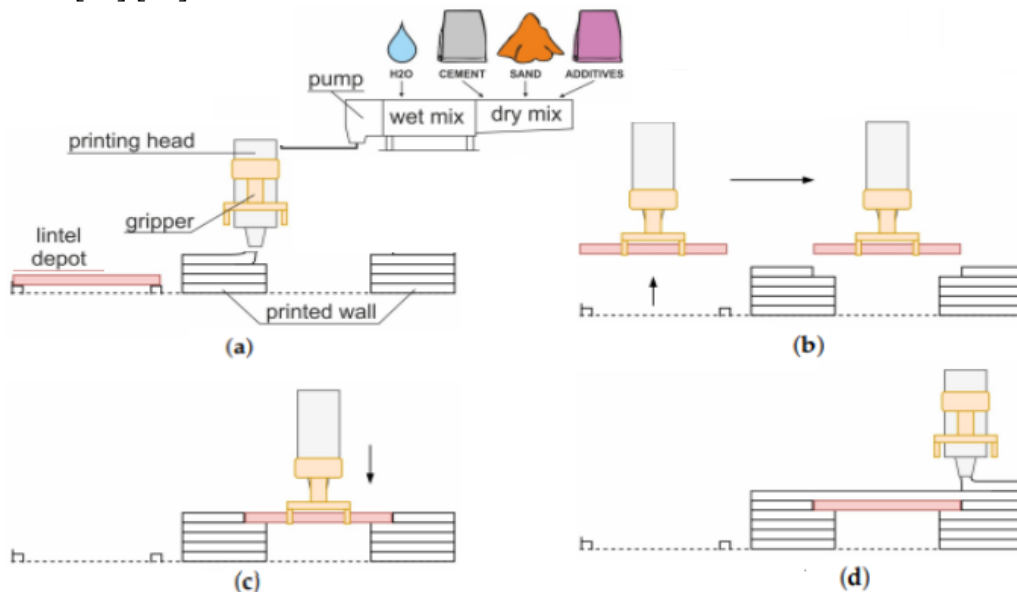 H2O
CEMENT
SAND
ADDITIVES
pump
wet mix
dry mix
printing head
gripper
lintel
depot
printed wall
(a)
(b)
(c)
(d)